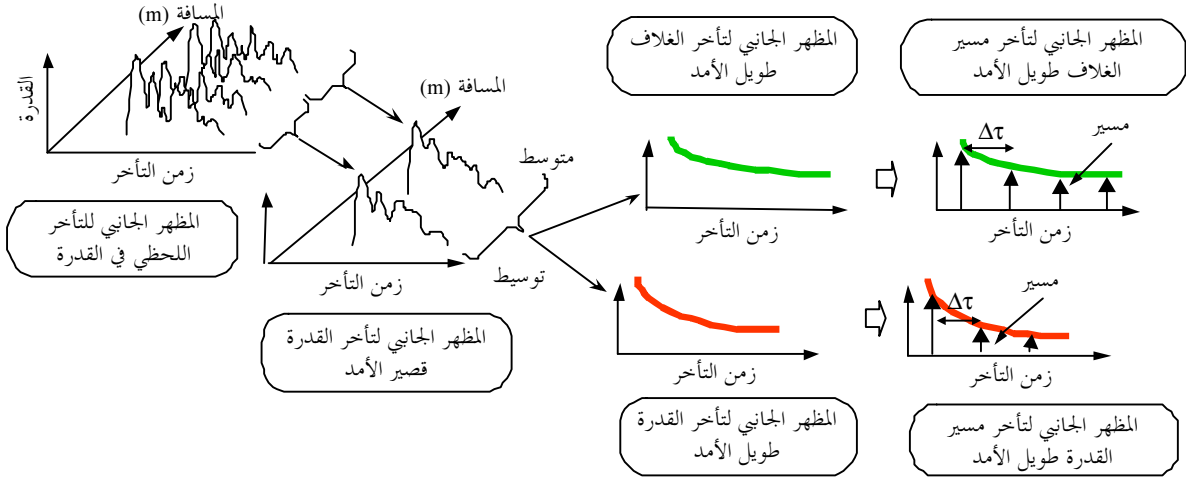 المسافة (m)
القدرة
زمن التأخر
المظهر الجانبي للتأخر
اللحظي في القدرة
المسافة (m)
زمن التأخر
المظهر الجانبي لتأخر القدرة
قصير الأمد
متوسط
توسيط
المظهر الجانبي لتأخر الغلاف
طويل الأمد
زمن التأخر
المظهر الجانبي لتأخر مسير
الغلاف طويل الأمد
Δτ
مسير
زمن التأخر
زمن التأخر
المظهر الجانبي لتأخر القدرة
طويل الأمد
Δτ
مسير
زمن التأخر
المظهر الجانبي لتأخر مسير
القدرة طويل الأمد